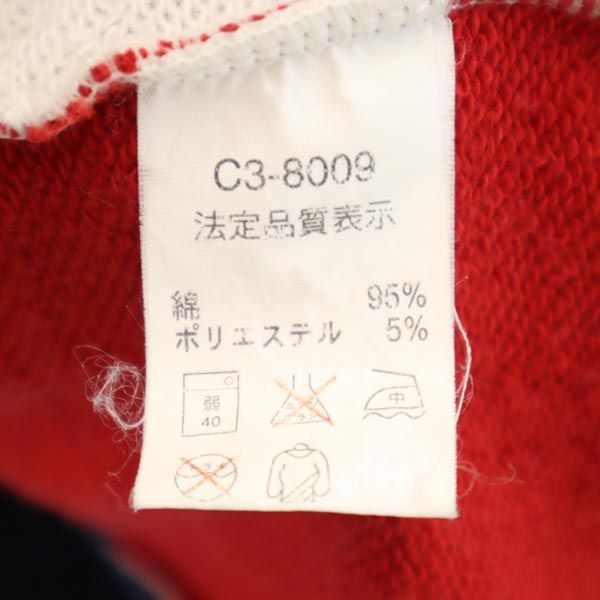 C3-8009
法定品質表示
綿 95%
ポリエステル 5%
弱
40
中